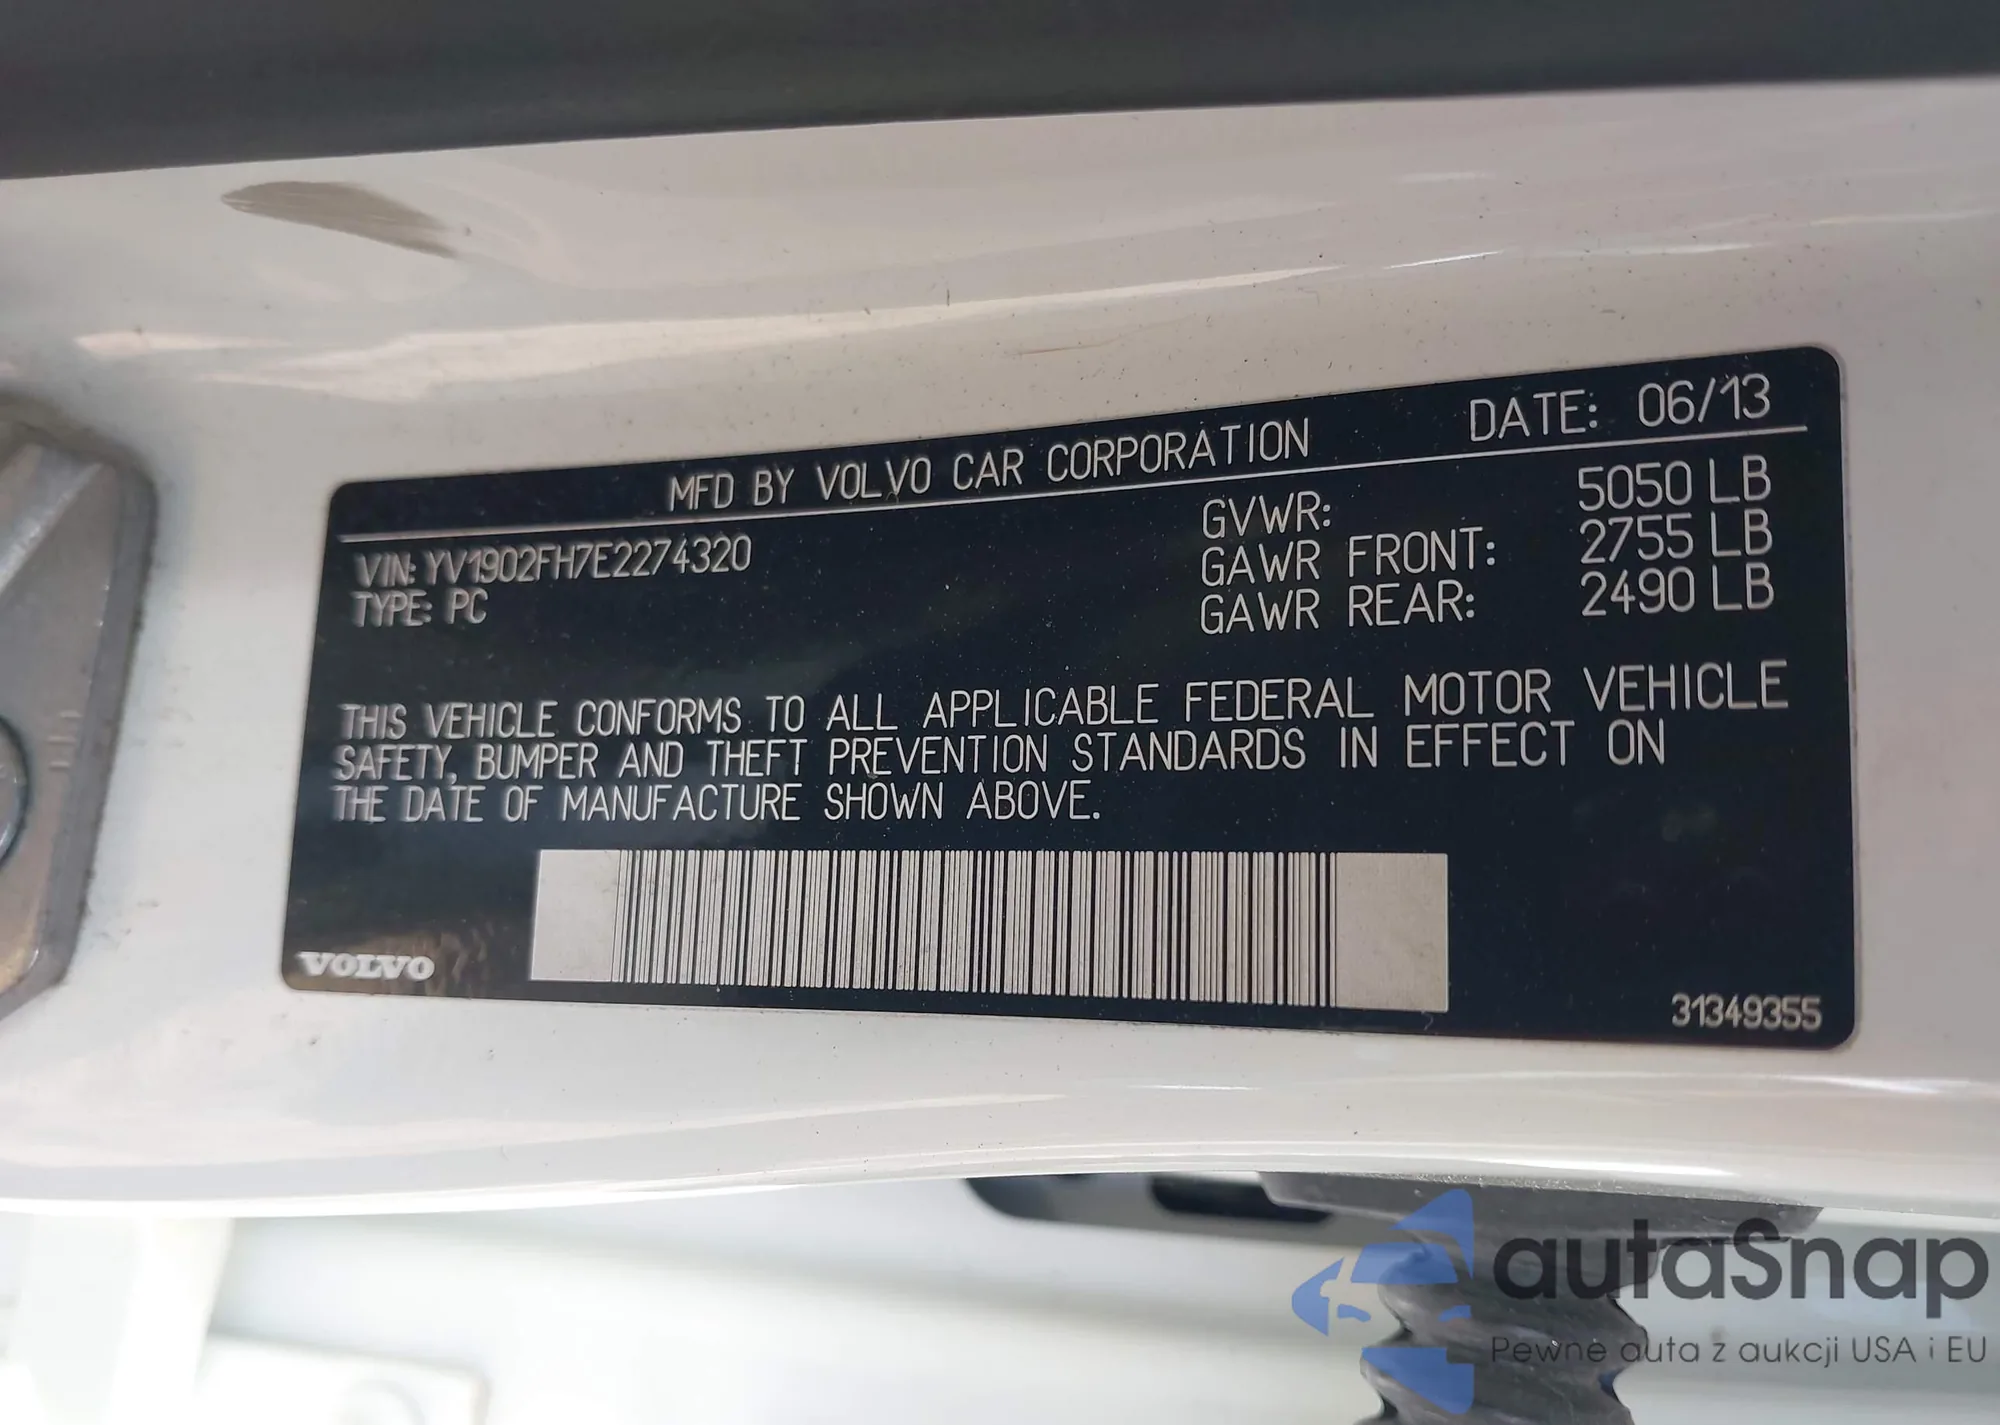 MFD BY VOLVO CAR CORPORATION DATE: 06/13
VIN: YV1902FH7E2274320
TYPE: PC
GVWR: 5050 LB
GAWR FRONT: 2755 LB
GAWR REAR: 2490 LB
THIS VEHICLE CONFORMS TO ALL APPLICABLE FEDERAL MOTOR VEHICLE
SAFETY, BUMPER AND THEFT PREVENTION STANDARDS IN EFFECT ON
THE DATE OF MANUFACTURE SHOWN ABOVE.
VOLVO
31349355
autaSnap
Pewne auta z aukcji USA i EU